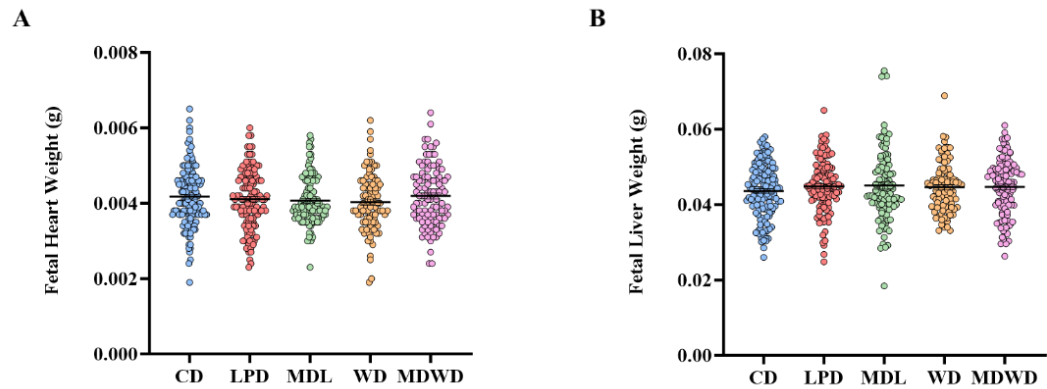 A
Fetal Heart Weight (g)
0.008
0.006
0.004
0.002
0.000
CD LPD MDL WD MDWD
B
Fetal Liver Weight (g)
0.08
0.06
0.04
0.02
0.00
CD LPD MDL WD MDWD